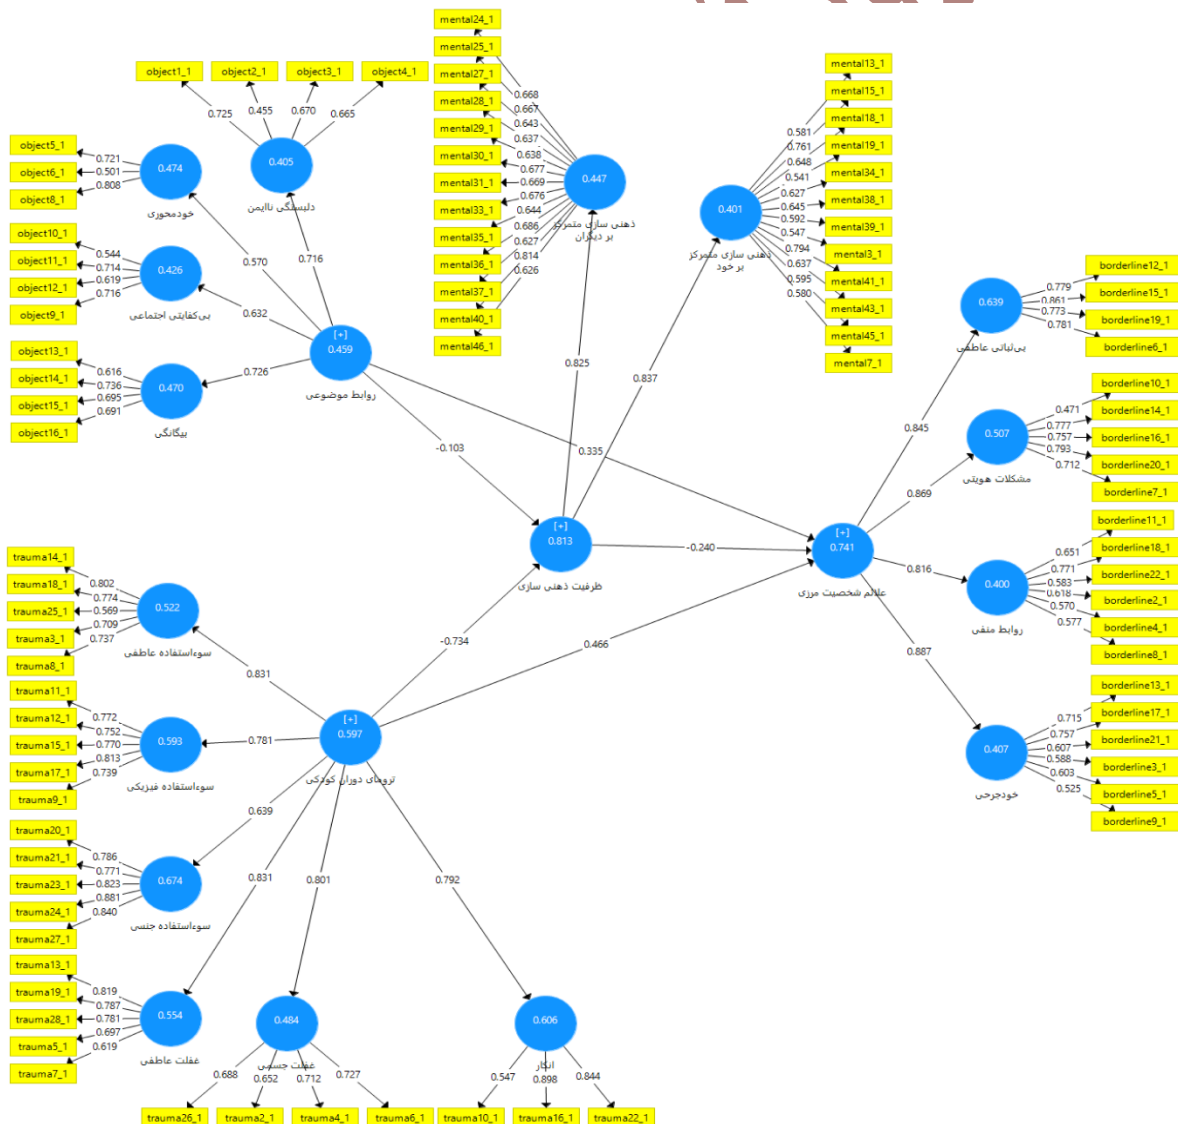 mental24_1
mental25_1
mental27_1
mental28_1
mental29_1
mental30_1
mental31_1
mental33_1
mental35_1
mental36_1
mental37_1
mental40_1
mental46_1
0.668
0.667
0.643
0.637
0.638
0.677
0.669
0.676
0.644
0.686
0.627
0.814
0.626
0.447
ذهنی سازی متمرکز
بر دیگران
mental13_1
mental15_1
mental18_1
mental19_1
mental34_1
mental38_1
mental39_1
mental3_1
mental41_1
mental43_1
mental45_1
mental7_1
0.581
0.761
0.648
0.541
0.627
0.645
0.592
0.547
0.794
0.637
0.595
0.580
0.401
ذهنی سازی متمرکز
بر خود
object1_1
object2_1
object3_1
object4_1
0.725
0.455
0.670
0.665
0.405
دلبستگی ناایمن
object5_1
object6_1
object8_1
0.721
0.501
0.808
0.474
خودمحوری
object10_1
object11_1
object12_1
object9_1
0.544
0.714
0.619
0.716
0.426
بی‌کفایتی اجتماعی
object13_1
object14_1
object15_1
object16_1
0.616
0.736
0.695
0.691
0.470
بیگانگی
0.570
0.716
0.632
0.726
[+]
0.459
روابط موضوعی
-0.103
0.335
0.825
0.837
[+]
0.813
ظرفیت ذهنی سازی
-0.240
[+]
0.741
علائم شخصیت مرزی
-0.734
0.466
0.845
0.869
0.816
0.887
borderline12_1
borderline15_1
borderline19_1
borderline6_1
0.779
0.861
0.773
0.781
0.639
بی‌ثباتی عاطفی
borderline10_1
borderline14_1
borderline16_1
borderline20_1
borderline7_1
0.471
0.777
0.757
0.793
0.712
0.507
مشکلات هویتی
borderline11_1
borderline18_1
borderline22_1
borderline2_1
borderline4_1
borderline8_1
0.651
0.771
0.583
0.618
0.570
0.577
0.400
روابط منفی
borderline13_1
borderline17_1
borderline21_1
borderline3_1
borderline5_1
borderline9_1
0.715
0.757
0.607
0.588
0.603
0.525
0.407
خودجرحی
trauma14_1
trauma18_1
trauma25_1
trauma3_1
trauma8_1
0.802
0.774
0.569
0.709
0.737
0.522
سوءاستفاده عاطفی
0.831
trauma11_1
trauma12_1
trauma15_1
trauma17_1
trauma9_1
0.772
0.752
0.770
0.813
0.739
0.593
سوءاستفاده فیزیکی
0.781
[+]
0.597
ترومای دوران کودکی
trauma20_1
trauma21_1
trauma23_1
trauma24_1
trauma27_1
0.786
0.771
0.823
0.881
0.840
0.674
سوءاستفاده جنسی
0.639
0.831
0.801
0.792
trauma13_1
trauma19_1
trauma28_1
trauma5_1
trauma7_1
0.819
0.787
0.781
0.697
0.619
0.554
غفلت عاطفی
0.484
غفلت جسمی
0.688
0.652
0.712
0.727
trauma26_1
trauma2_1
trauma4_1
trauma6_1
0.606
انکار
0.547
0.898
0.844
trauma10_1
trauma16_1
trauma22_1